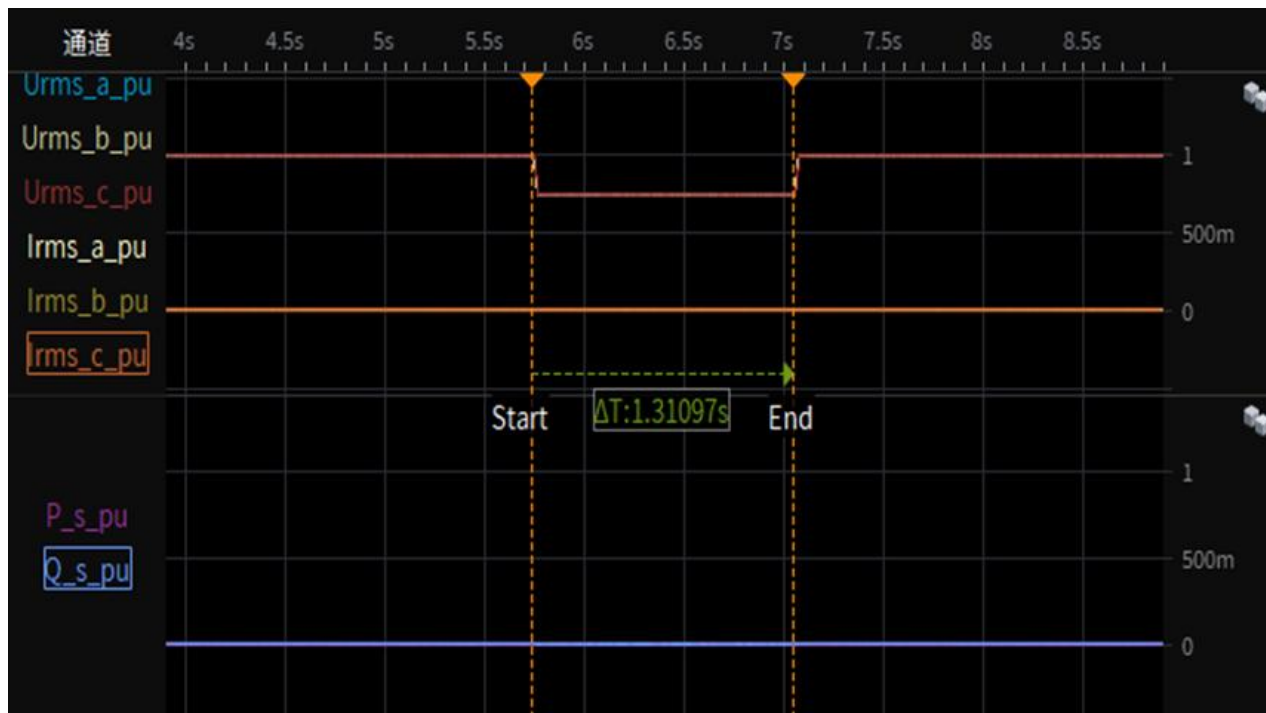 通道 4s 4.5s 5s 5.5s 6s 6.5s 7s 7.5s 8s 8.5s
Urms_a_pu
Urms_b_pu
1
Urms_c_pu
Irms_a_pu
500m
Irms_b_pu
0
Irms_c_pu
Start ΔT:1.31097s End
1
P_s_pu
Q_s_pu
500m
0